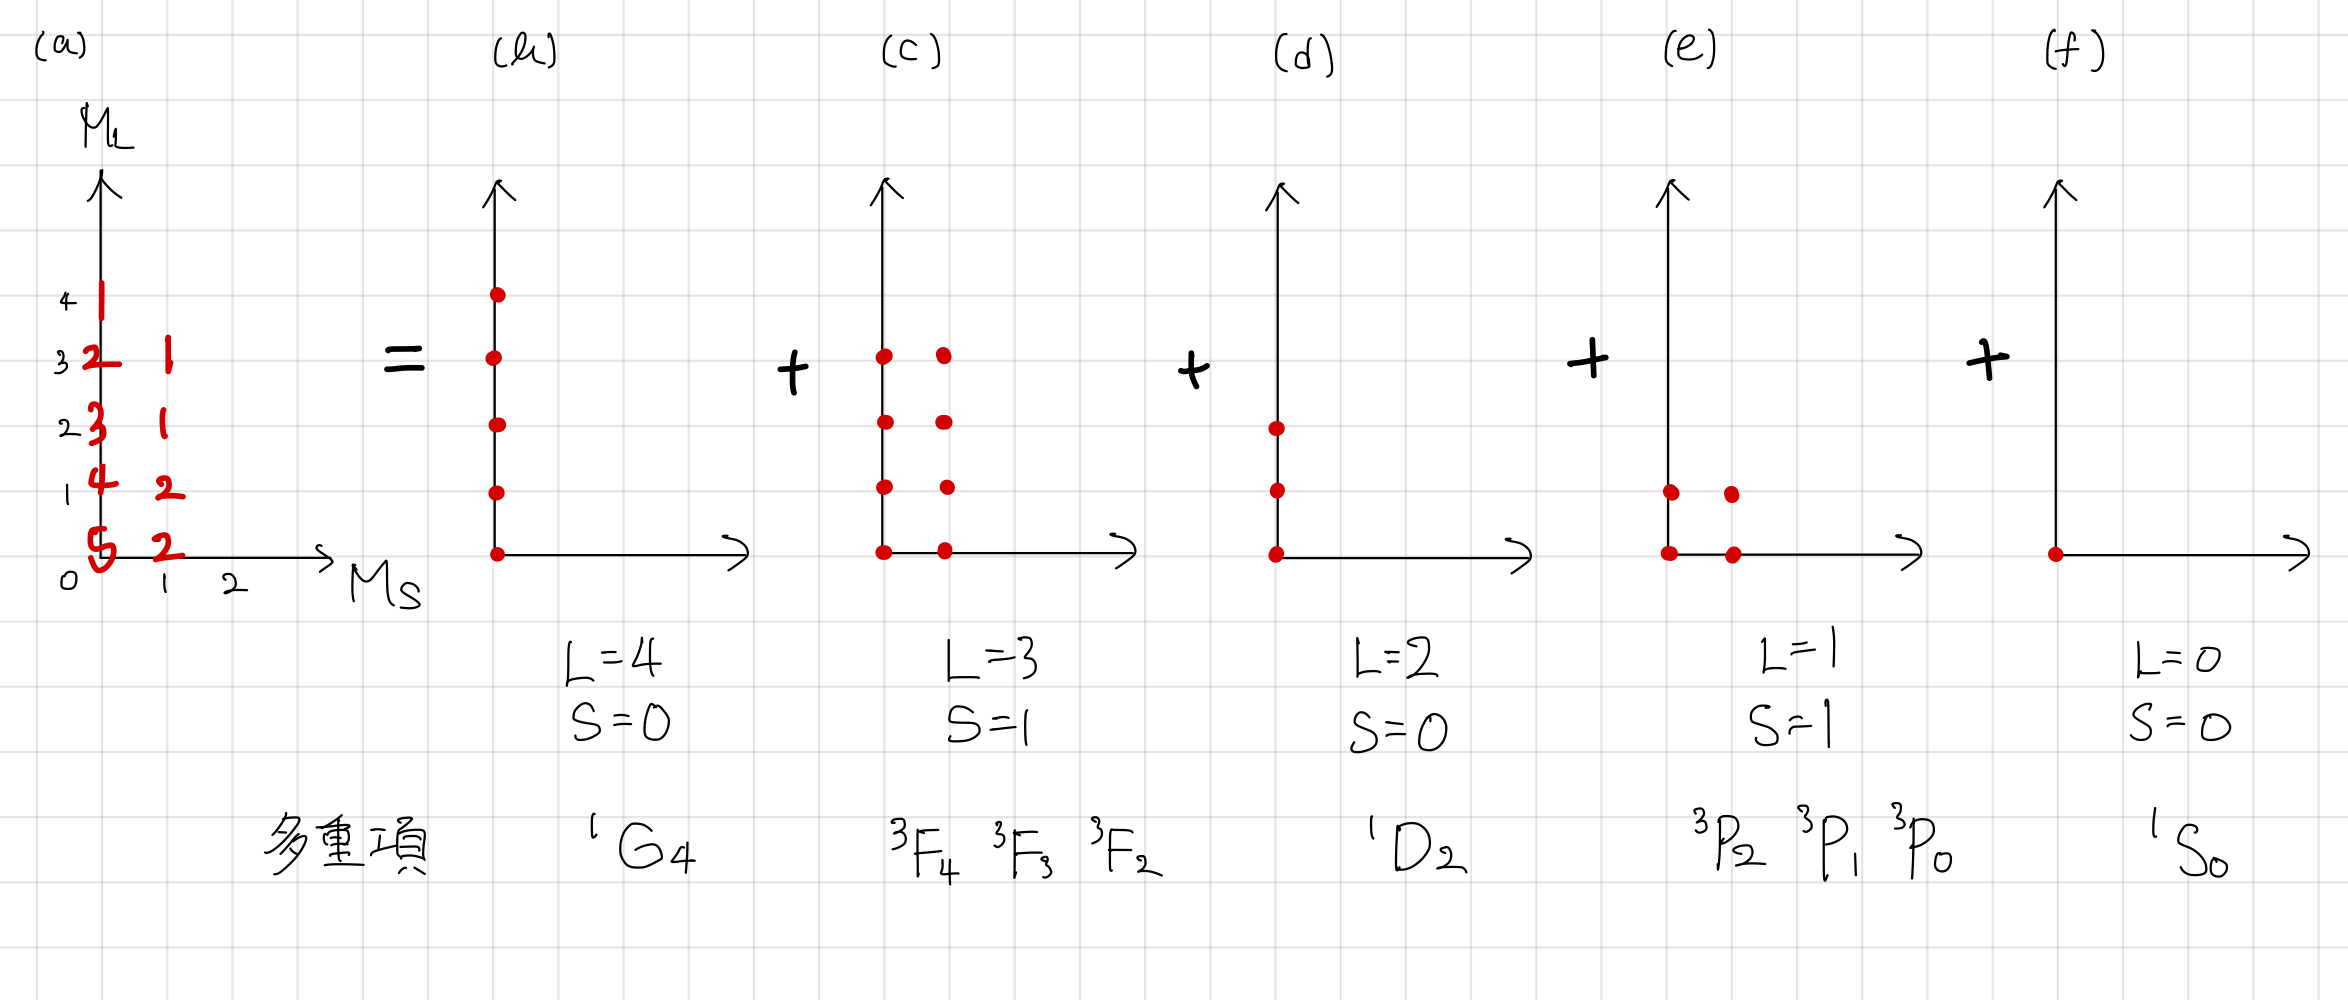 (a) (b) (c) (d) (e) (f)
M_L
4 1
3 2 1
= + + + +
2 3 1
1 4 2
5 2
0 1 2 M_S
L=4 L=3 L=2 L=1 L=0
S=0 S=1 S=0 S=1 S=0
多重項 ¹G₄ ³F₄ ³F₃ ³F₂ ¹D₂ ³P₂ ³P₁ ³P₀ ¹S₀